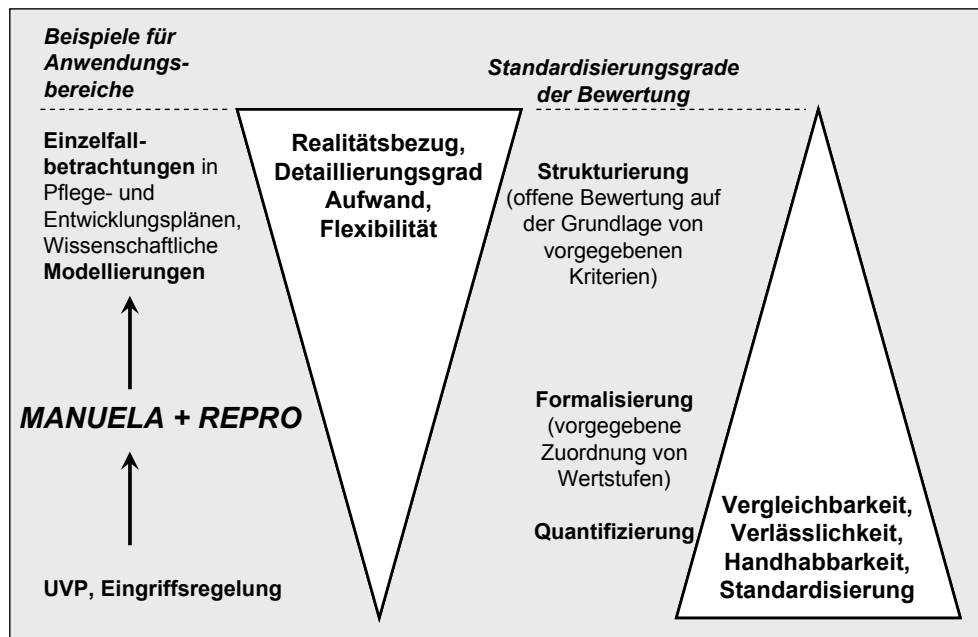 Beispiele für
Anwendungs-
bereiche
Einzelfall-
betrachtungen in
Pflege- und
Entwicklungsplänen,
Wissenschaftliche
Modellierungen
MANUELA + REPRO
UVP, Eingriffsregelung
Realitätsbezug,
Detaillierungsgrad
Aufwand,
Flexibilität
Standardisierungsgrade
der Bewertung
Strukturierung
(offene Bewertung auf
der Grundlage von
vorgegebenen
Kriterien)
Formalisierung
(vorgegebene
Zuordnung von
Wertstufen)
Quantifizierung
Vergleichbarkeit,
Verlässlichkeit,
Handhabbarkeit,
Standardisierung